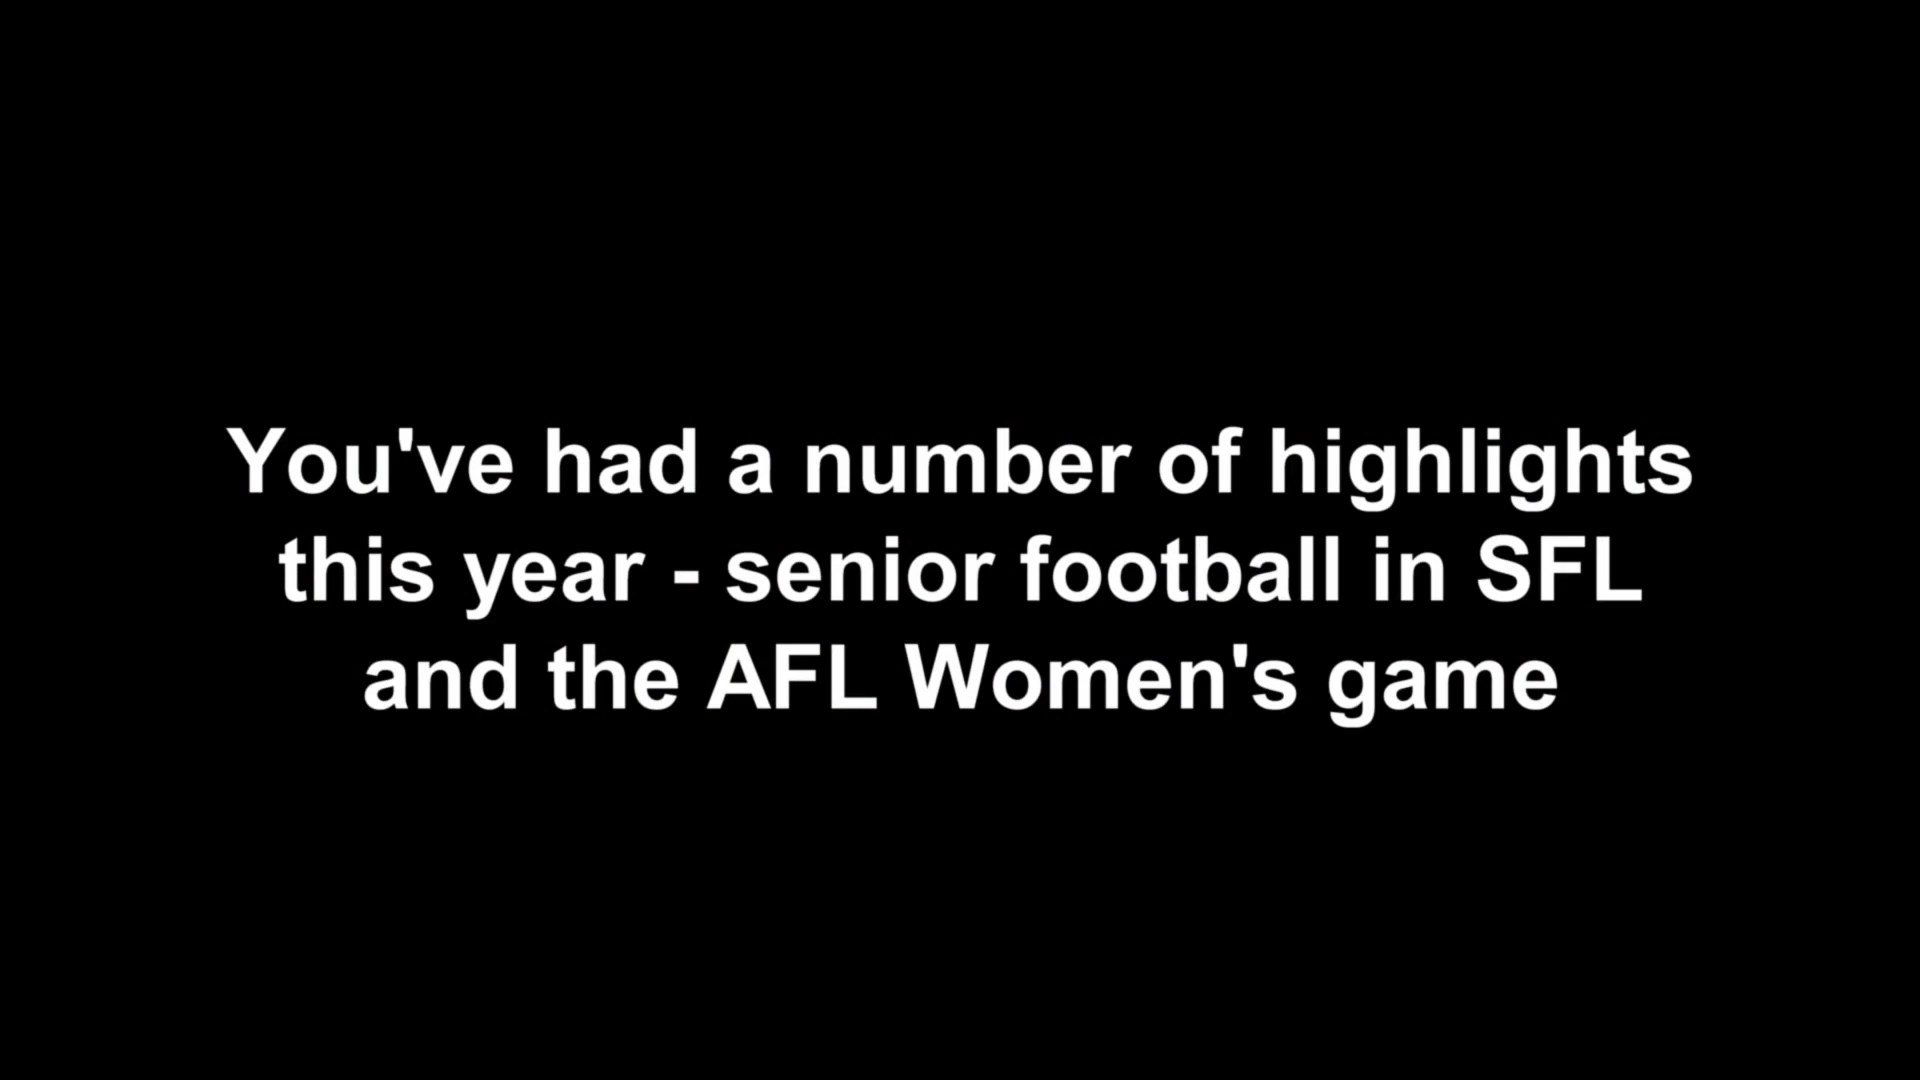 You've had a number of highlights
this year - senior football in SFL
and the AFL Women's game